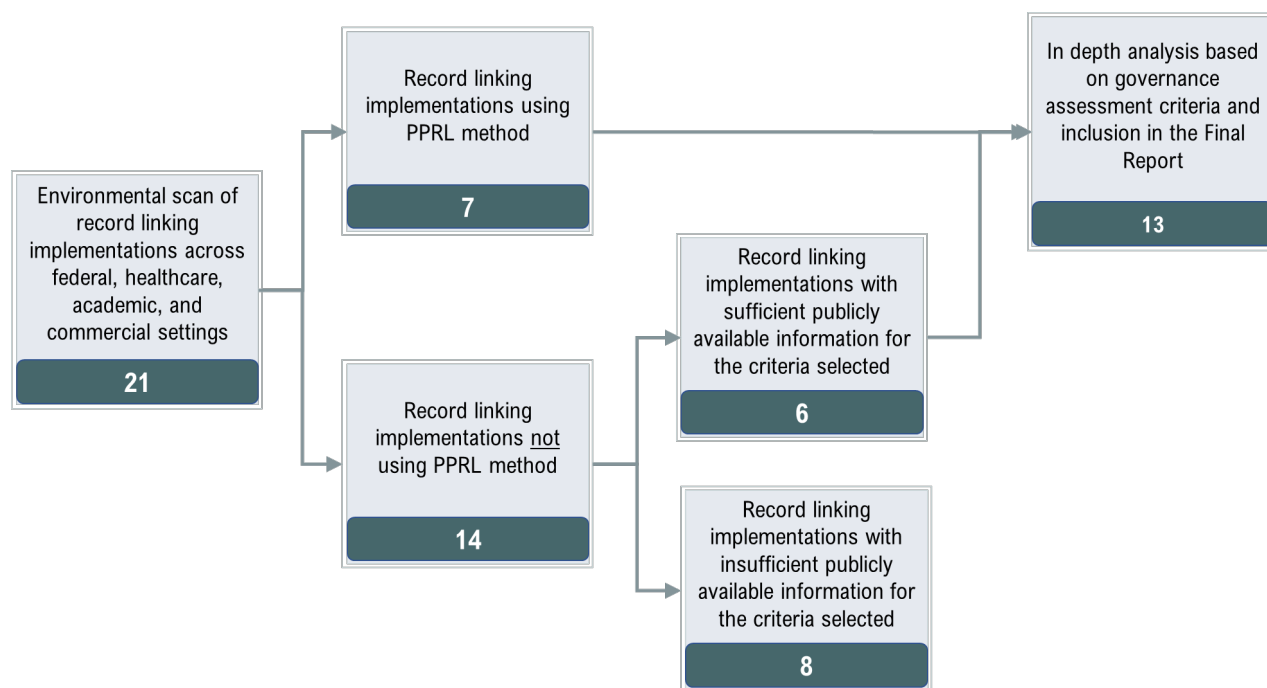 Environmental scan of
record linking
implementations across
federal, healthcare,
academic, and
commercial settings
21
Record linking
implementations using
PPRL method
7
Record linking
implementations not
using PPRL method
14
Record linking
implementations with
sufficient publicly
available information for
the criteria selected
6
Record linking
implementations with
insufficient publicly
available information for
the criteria selected
8
In depth analysis based
on governance
assessment criteria and
inclusion in the Final
Report
13